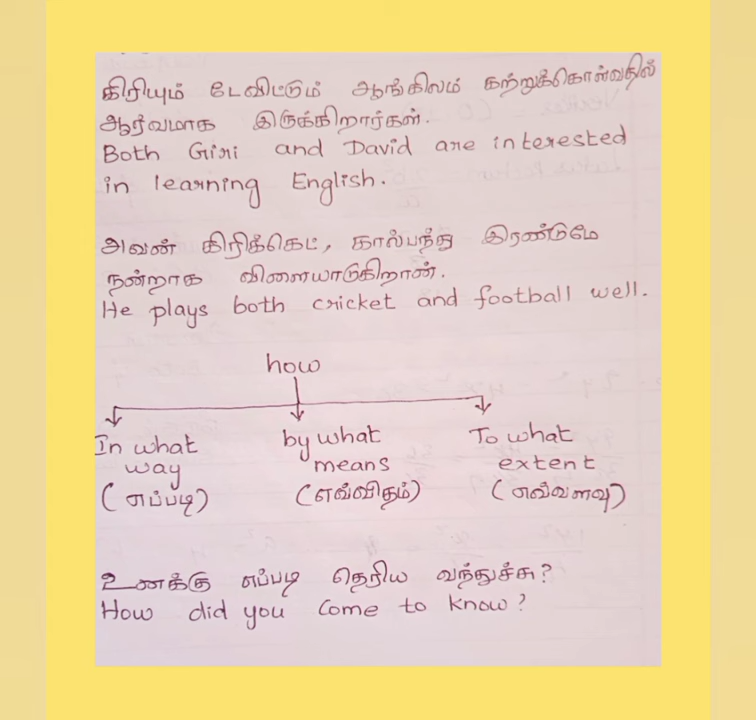 கிரியும் டேவிட்டும் ஆங்கிலம் கற்றுக்கொள்வதில்
ஆர்வமாக இருக்கிறார்கள்.
Both Giri and David are interested
in learning English.
அவன் கிரிக்கெட், கால்பந்து இரண்டுமே
நன்றாக விளையாடுகிறான்.
He plays both cricket and football well.
how
In what by what To what
way means extent
(எப்படி) (எவ்விதம்) (எவ்வளவு)
உனக்கு எப்படி தெரிய வந்துச்சு?
How did you come to know?